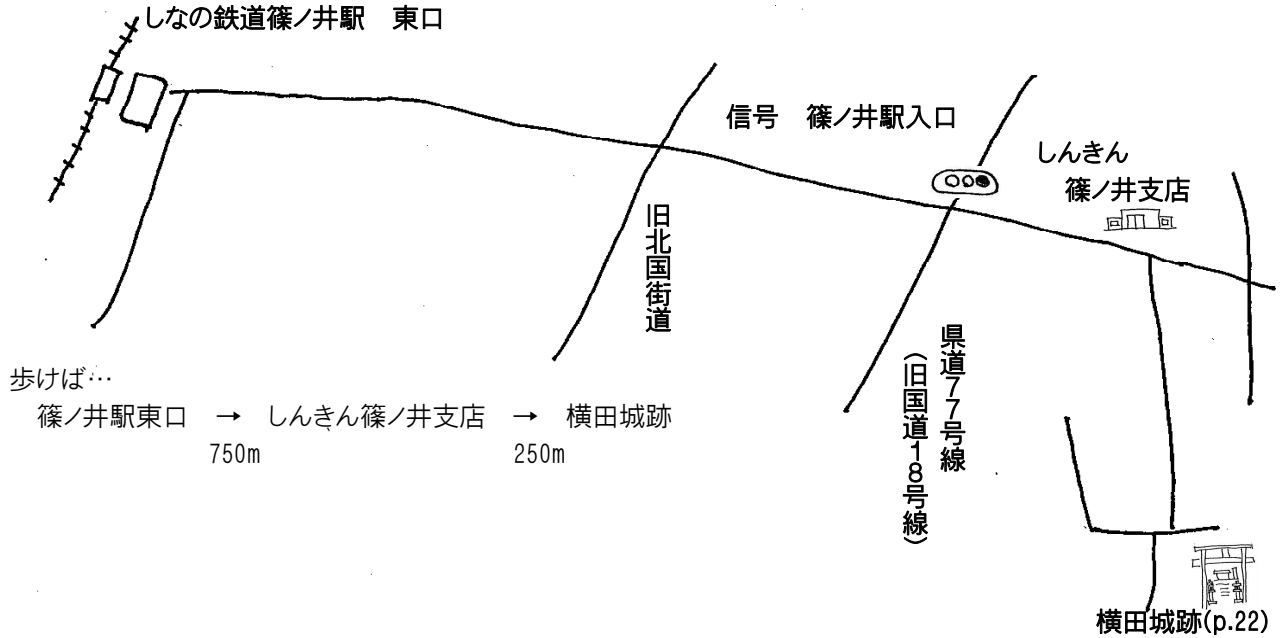 しなの鉄道篠ノ井駅　東口
信号　篠ノ井駅入口
しんきん
篠ノ井支店
旧北国街道
県道77号線
（旧国道18号線）
歩けば…
篠ノ井駅東口　→　しんきん篠ノ井支店　→　横田城跡
750m　250m
横田城跡(p.22)